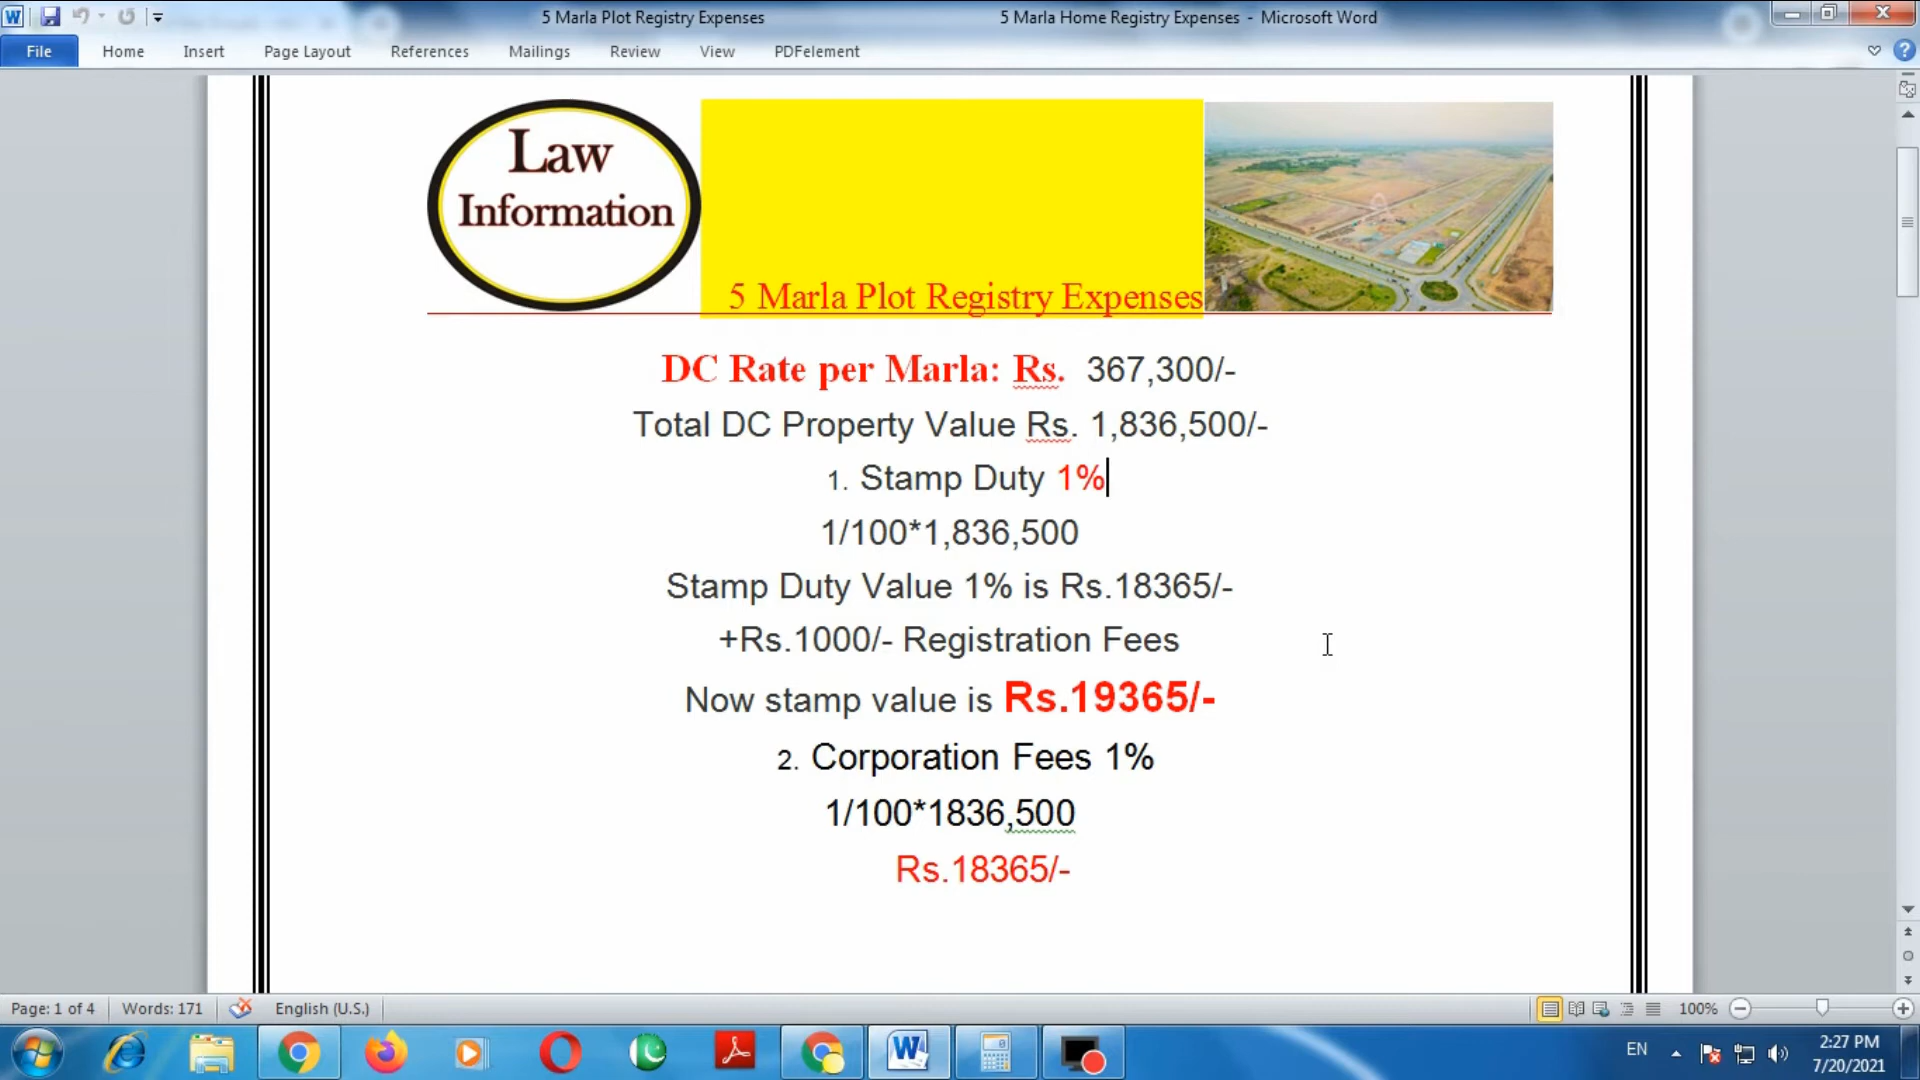 5 Marla Plot Registry Expenses 5 Marla Home Registry Expenses - Microsoft Word
File Home Insert Page Layout References Mailings Review View PDFelement
Law
Information
5 Marla Plot Registry Expenses
DC Rate per Marla: Rs. 367,300/-
Total DC Property Value Rs. 1,836,500/-
1. Stamp Duty 1%
1/100*1,836,500
Stamp Duty Value 1% is Rs.18365/-
+Rs.1000/- Registration Fees
Now stamp value is Rs.19365/-
2. Corporation Fees 1%
1/100*1836,500
Rs.18365/-
Page: 1 of 4 Words: 171 English (U.S.) 100%
EN 2:27 PM
7/20/2021